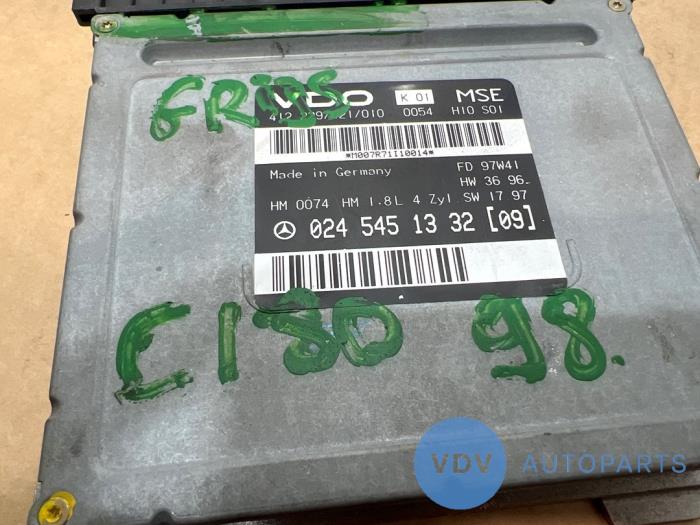 VDO K 01 MSE
0054 H10 S01
*M007R71I10014*
Made in Germany FD 97W41
HW 36 96
HM 0074 HM 1.8L 4 Zyl. SW 17 97
024 545 13 32 [09]
C180 98.
VDV AUTOPARTS